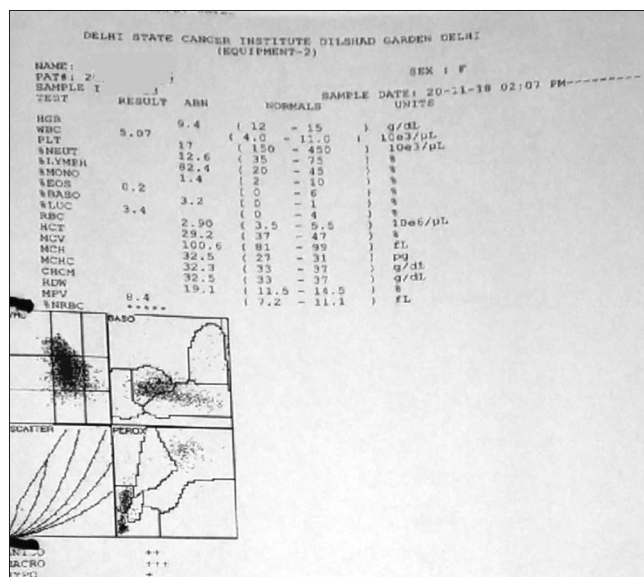 DELHI STATE CANCER INSTITUTE DILSHAD GARDEN DELHI
(EQUIPMENT-2)
NAME:
SEX : F
PAT#: 2
SAMPLE I
SAMPLE DATE: 20-11-18 02:07 PM---------
TEST RESULT ABN NORMALS UNITS
HGB 9.4 ( 12 - 15 ) g/dL
WBC 5.07 ( 4.0 - 11.0 ) 10e3/µL
PLT 17 ( 150 - 450 ) 10e3/µL
%NEUT 12.6 ( 35 - 75 ) %
%LYMPH 82.4 ( 20 - 45 ) %
%MONO 1.4 ( 2 - 10 ) %
%EOS 0.2 ( 0 - 6 ) %
%BASO 3.2 ( 0 - 1 ) %
%LUC 3.4 ( 0 - 4 ) %
RBC 2.90 ( 3.5 - 5.5 ) 10e6/µL
HCT 29.2 ( 37 - 47 ) %
MCV 100.6 ( 81 - 99 ) fL
MCH 32.5 ( 27 - 31 ) pg
MCHC 32.3 ( 33 - 37 ) g/dL
CHCM 32.5 ( 33 - 37 ) g/dL
RDW 19.1 ( 11.5 - 14.5 ) %
MPV 8.4 ( 7.2 - 11.1 ) fL
%NRBC *****
BASO
SCATTER PEROX
ANISO ++
MACRO +++
HYPO +